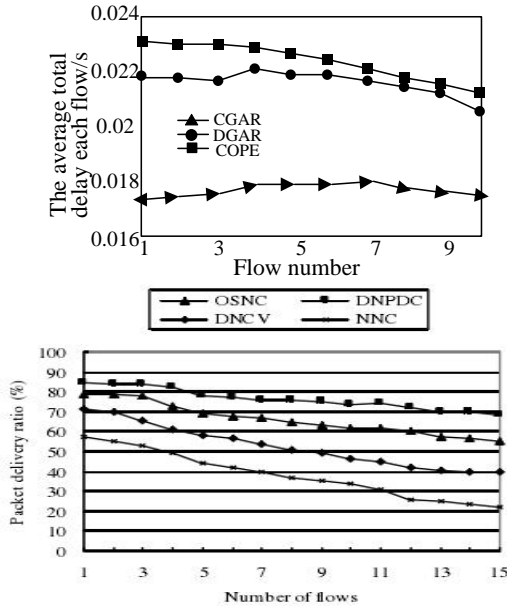 0.024
0.022
0.02
0.018
0.016
The average total
delay each flow/s
CGAR
DGAR
COPE
1 3 5 7 9
Flow number
OSNC DNPDC
DNC V NNC
100
90
80
70
60
50
40
30
20
10
0
Packet delivery ratio (%)
1 3 5 7 9 11 13 15
Number of flows